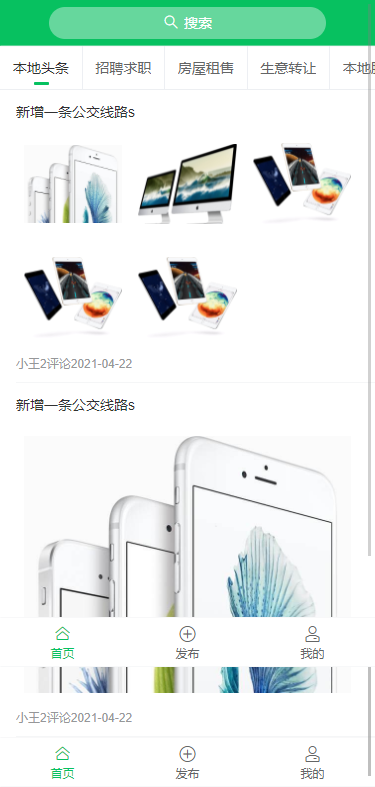 搜索
本地头条 招聘求职 房屋租售 生意转让 本地
新增一条公交线路s
小王2评论2021-04-22
新增一条公交线路s
首页 发布 我的
小王2评论2021-04-22
首页 发布 我的